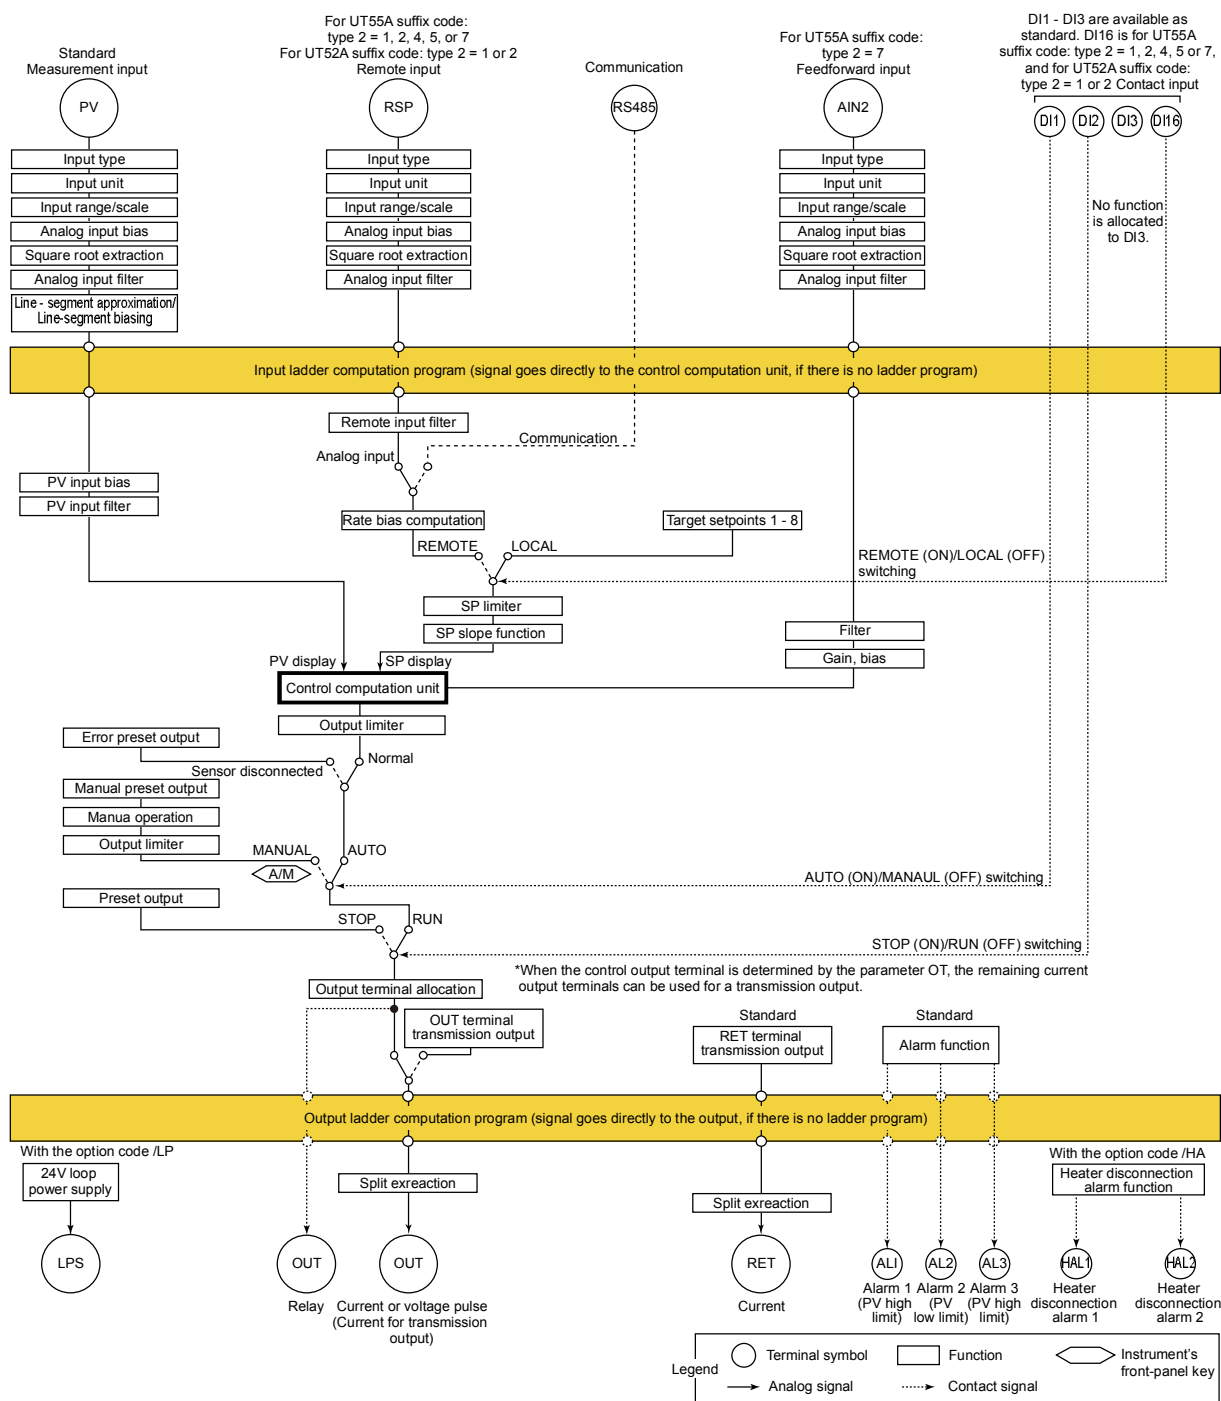 For UT55A suffix code:
type 2 = 1, 2, 4, 5, or 7
For UT52A suffix code: type 2 = 1 or 2
Remote input
Standard
Measurement input
Communication
For UT55A suffix code:
type 2 = 7
Feedforward input
DI1 - DI3 are available as
standard. DI16 is for UT55A
suffix code: type 2 = 1, 2, 4, 5 or 7,
and for UT52A suffix code:
type 2 = 1 or 2 Contact input
PV
RSP
RS485
AIN2
DI1
DI2
DI3
DI16
Input type
Input unit
Input range/scale
Analog input bias
Square root extraction
Analog input filter
Line - segment approximation/
Line-segment biasing
Input type
Input unit
Input range/scale
Analog input bias
Square root extraction
Analog input filter
Input type
Input unit
Input range/scale
Analog input bias
Square root extraction
Analog input filter
No function
is allocated
to DI3.
Input ladder computation program (signal goes directly to the control computation unit, if there is no ladder program)
Remote input filter
Communication
Analog input
PV input bias
PV input filter
Rate bias computation
Target setpoints 1 - 8
REMOTE
LOCAL
REMOTE (ON)/LOCAL (OFF)
switching
SP limiter
SP slope function
Filter
Gain, bias
PV display
SP display
Control computation unit
Output limiter
Error preset output
Normal
Sensor disconnected
Manual preset output
Manua operation
Output limiter
MANUAL
AUTO
A/M
AUTO (ON)/MANAUL (OFF) switching
Preset output
STOP
RUN
STOP (ON)/RUN (OFF) switching
*When the control output terminal is determined by the parameter OT, the remaining current
output terminals can be used for a transmission output.
Output terminal allocation
OUT terminal
transmission output
Standard
RET terminal
transmission output
Standard
Alarm function
Output ladder computation program (signal goes directly to the output, if there is no ladder program)
With the option code /LP
24V loop
power supply
Split exreaction
Split exreaction
With the option code /HA
Heater disconnection
alarm function
LPS
OUT
OUT
RET
AL1
AL2
AL3
HAL1
HAL2
Relay
Current or voltage pulse
(Current for transmission
output)
Current
Alarm 1
(PV high
limit)
Alarm 2
(PV
low limit)
Alarm 3
(PV high
limit)
Heater
disconnection
alarm 1
Heater
disconnection
alarm 2
Legend
Terminal symbol
Function
Instrument's
front-panel key
Analog signal
Contact signal